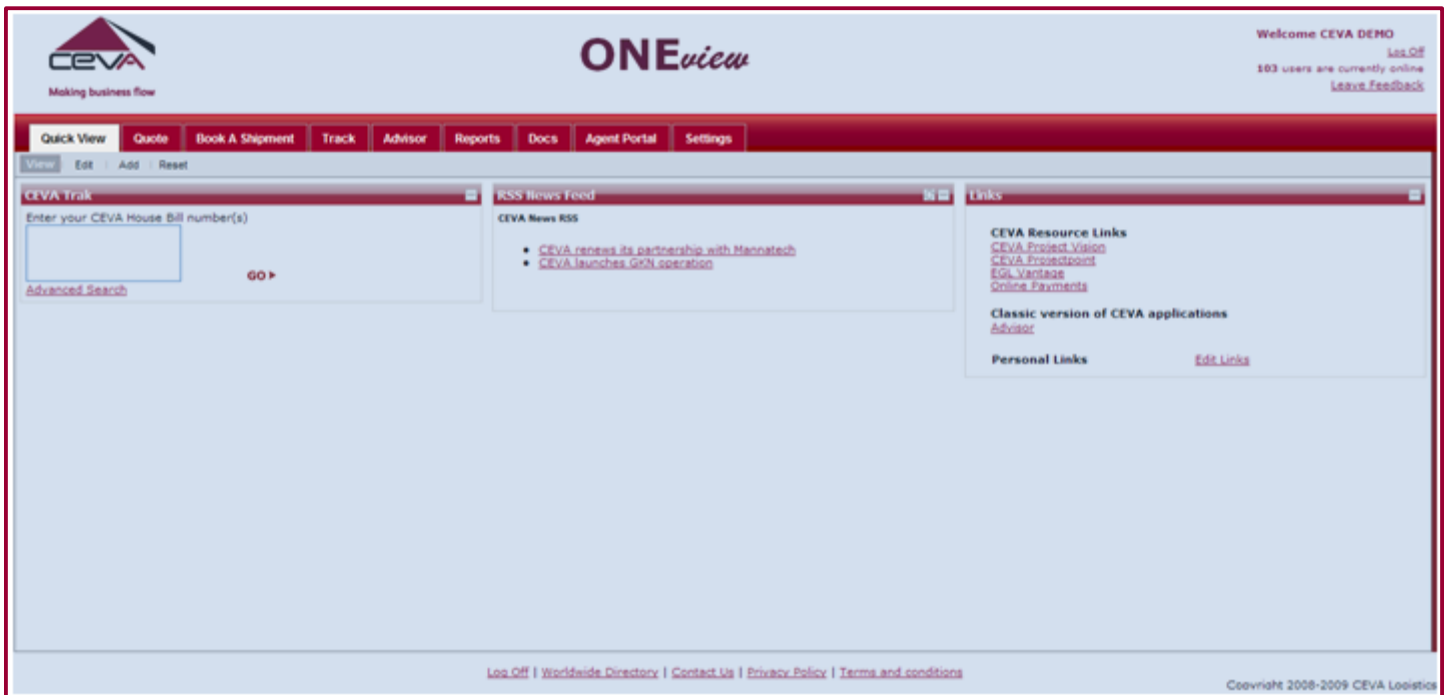 CEVA
Making business flow
ONEview
Welcome CEVA DEMO
Log Off
103 users are currently online
Leave Feedback
Quick View Quote Book A Shipment Track Advisor Reports Docs Agent Portal Settings
View Edit Add Reset
CEVA Trak
Enter your CEVA House Bill number(s)
GO
Advanced Search
RSS News Feed
CEVA News RSS
CEVA renews its partnership with Mannatech
CEVA launches GKN operation
Links
CEVA Resource Links
CEVA Project Vision
CEVA Projectpoint
EGL Vantage
Online Payments
Classic version of CEVA applications
Advisor
Personal Links Edit Links
Log Off | Worldwide Directory | Contact Us | Privacy Policy | Terms and conditions
Copyright 2008-2009 CEVA Logistics